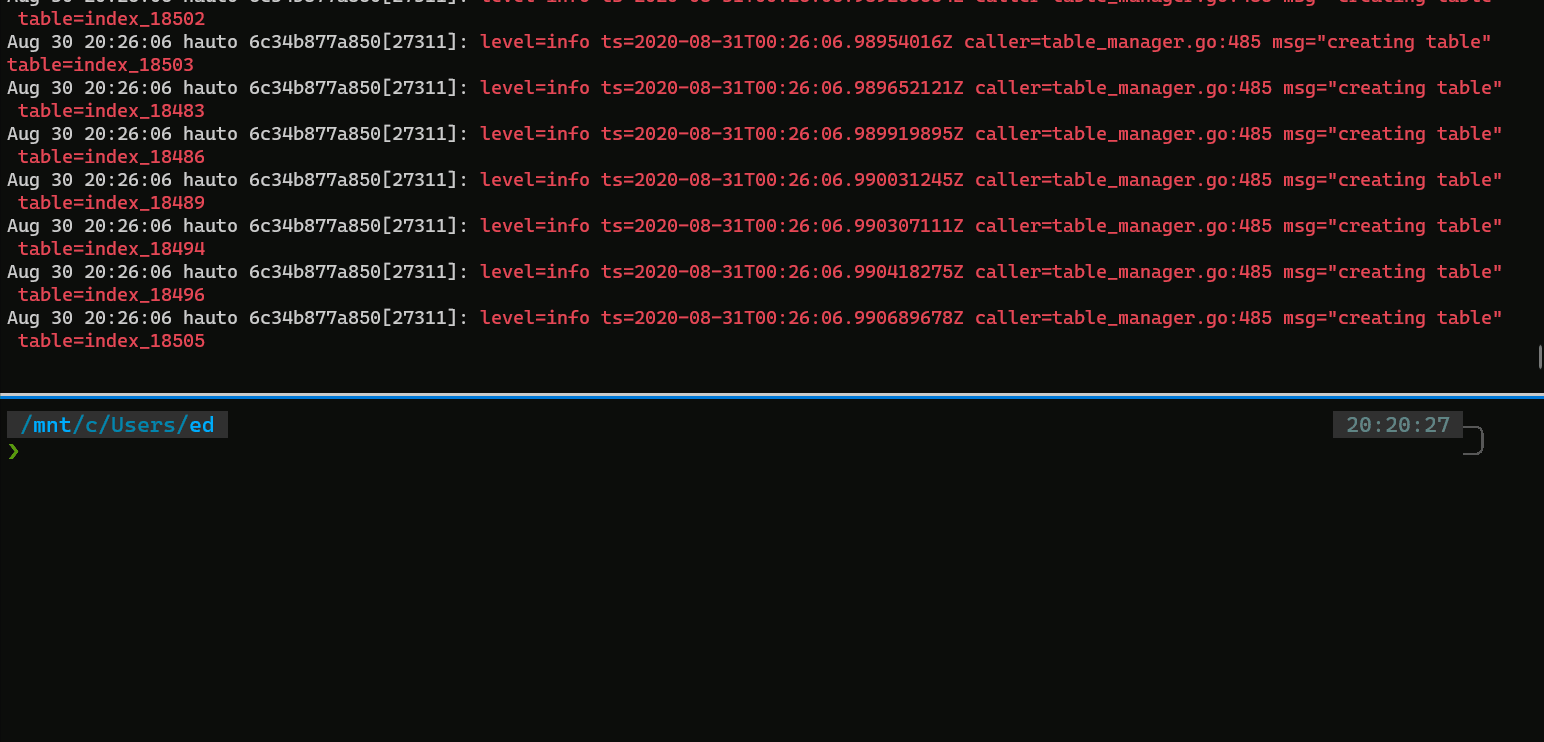 table=index_18502
Aug 30 20:26:06 hauto 6c34b877a850[27311]: level=info ts=2020-08-31T00:26:06.98954016Z caller=table_manager.go:485 msg="creating table"
table=index_18503
Aug 30 20:26:06 hauto 6c34b877a850[27311]: level=info ts=2020-08-31T00:26:06.989652121Z caller=table_manager.go:485 msg="creating table"
table=index_18483
Aug 30 20:26:06 hauto 6c34b877a850[27311]: level=info ts=2020-08-31T00:26:06.989919895Z caller=table_manager.go:485 msg="creating table"
table=index_18486
Aug 30 20:26:06 hauto 6c34b877a850[27311]: level=info ts=2020-08-31T00:26:06.990031245Z caller=table_manager.go:485 msg="creating table"
table=index_18489
Aug 30 20:26:06 hauto 6c34b877a850[27311]: level=info ts=2020-08-31T00:26:06.990307111Z caller=table_manager.go:485 msg="creating table"
table=index_18494
Aug 30 20:26:06 hauto 6c34b877a850[27311]: level=info ts=2020-08-31T00:26:06.990418275Z caller=table_manager.go:485 msg="creating table"
table=index_18496
Aug 30 20:26:06 hauto 6c34b877a850[27311]: level=info ts=2020-08-31T00:26:06.990689678Z caller=table_manager.go:485 msg="creating table"
table=index_18505
/mnt/c/Users/ed 20:20:27
❯